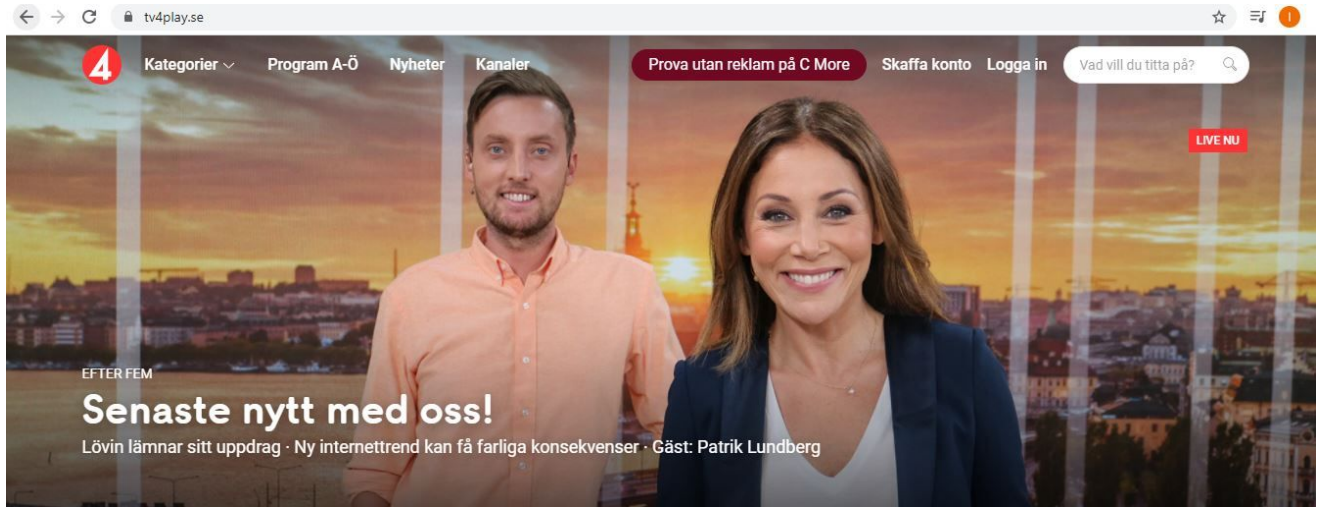 tv4play.se
4 Kategorier Program A-Ö Nyheter Kanaler Prova utan reklam på C More Skaffa konto Logga in Vad vill du titta på?
LIVE NU
EFTER FEM
Senaste nytt med oss!
Lövin lämnar sitt uppdrag · Ny internettrend kan få farliga konsekvenser · Gäst: Patrik Lundberg